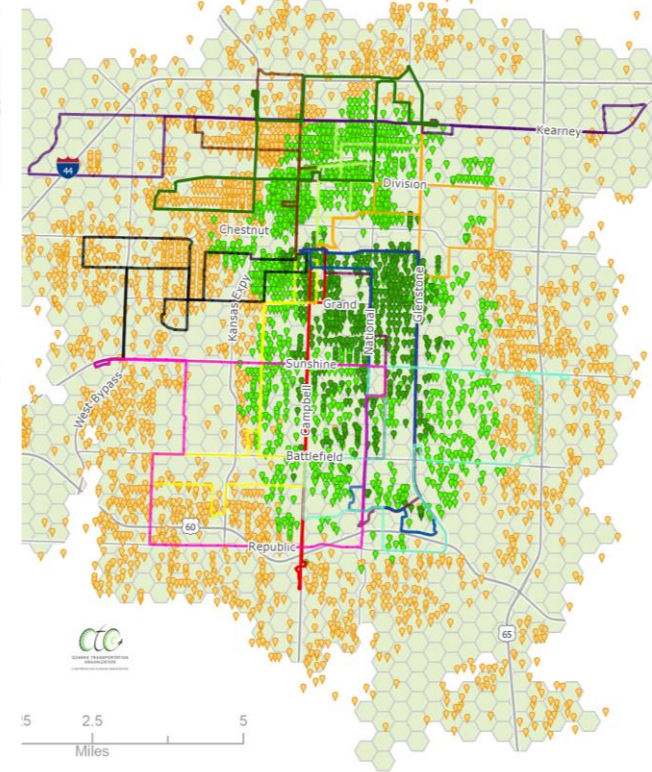 Kearney
44
Division
Chestnut
Kansas Expy
Grand
National
Glenstone
Sunshine
Campbell
West Bypass
Battlefield
60
Republic
65
OZARKS TRANSPORTATION
ORGANIZATION
2.5
5
Miles